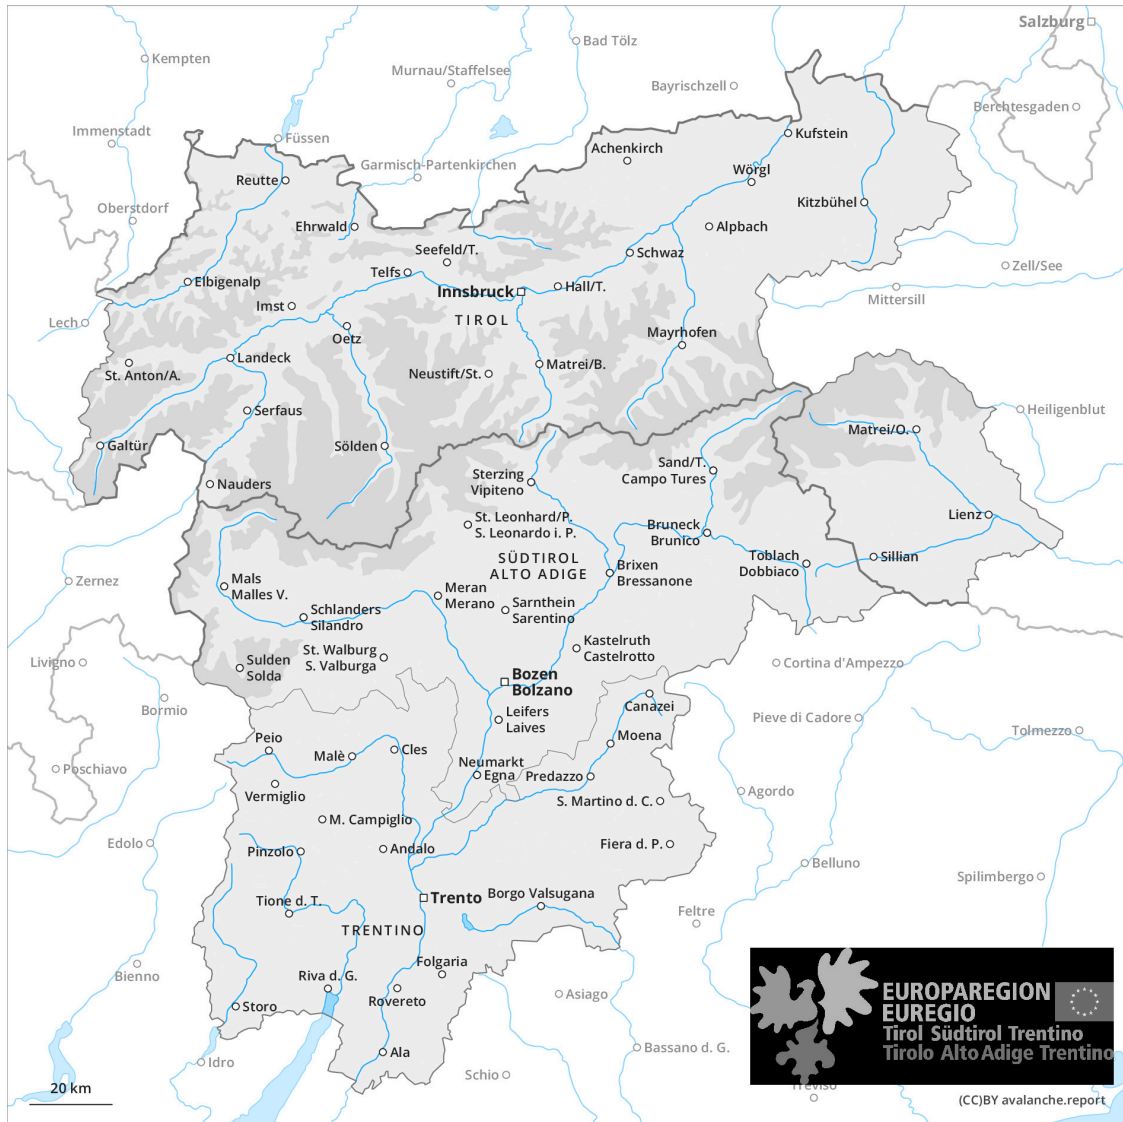 Salzburg
Kempten
Bad Tölz
Murnau/Staffelsee
Bayrischzell
Berchtesgaden
Immenstadt
Füssen
Kufstein
Achenkirch
Garmisch-Partenkirchen
Wörgl
Reutte
Oberstdorf
Kitzbühel
Ehrwald
Alpbach
Seefeld/T.
Schwaz
Telfs
Zell/See
Elbigenalp
Innsbruck
Hall/T.
Mittersill
Imst
Lech
TIROL
Oetz
Mayrhofen
Landeck
Matrei/B.
St. Anton/A.
Neustift/St.
Serfaus
Heiligenblut
Matrei/O.
Galtür
Sölden
Sand/T.
Campo Tures
Sterzing
Vipiteno
Nauders
Lienz
St. Leonhard/P.
S. Leonardo i. P.
Bruneck
Brunico
SÜDTIROL
ALTO ADIGE
Toblach
Dobbiaco
Sillian
Brixen
Bressanone
Zernez
Mals
Malles V.
Meran
Merano
Sarnthein
Sarentino
Schlanders
Silandro
Kastelruth
Castelrotto
St. Walburg
S. Valburga
Livigno
Sulden
Solda
Cortina d'Ampezzo
Bozen
Bolzano
Bormio
Canazei
Leifers
Laives
Pieve di Cadore
Tolmezzo
Peio
Moena
Malè
Cles
Neumarkt
Egna
Predazzo
Poschiavo
Vermiglio
Agordo
S. Martino d. C.
M. Campiglio
Edolo
Pinzolo
Andalo
Fiera d. P.
Belluno
Spilimbergo
Trento
Borgo Valsugana
Tione d. T.
Feltre
TRENTINO
Folgaria
Bienno
Riva d. G.
Rovereto
Asiago
Storo
EUROPAREGION
EUREGIO
Tirol Südtirol Trentino
Tirolo Alto Adige Trentino
Ala
Idro
Bassano d. G.
Schio
Treviso
20 km
(CC)BY avalanche.report